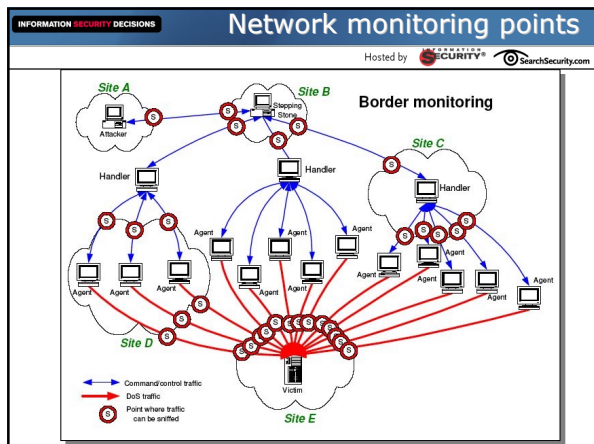 INFORMATION SECURITY DECISIONS
Network monitoring points
Hosted by
INFORMATION
SECURITY®
SearchSecurity.com
Border monitoring
Site A
Attacker
S
Site B
Stepping
Stone
S
S
S
S
Site C
S
Handler
Handler
Handler
S
S
S
S
S
S
S
Agent
Agent
Agent
Agent
Agent
Agent
Agent
Agent
Agent
Agent
Agent
Agent
Agent
S
S
Site D
S
S
S
S
S
S
S
S
S
S
S
S
S
Victim
Site E
Command/control traffic
DoS traffic
S
Point where traffic
can be sniffed